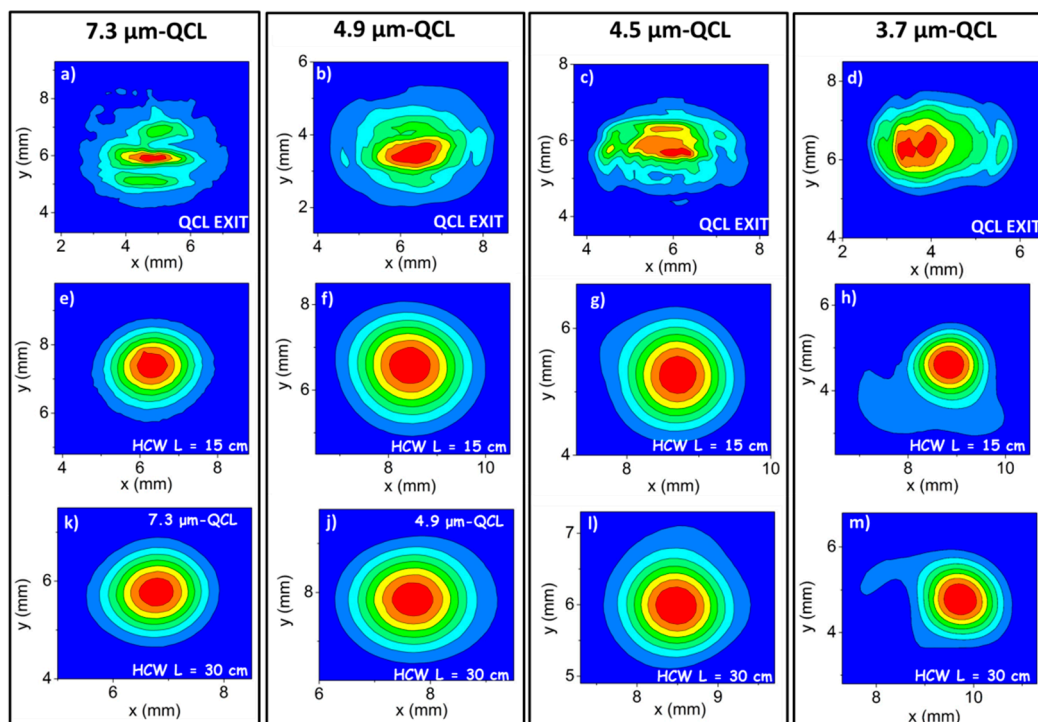 7.3 µm-QCL
4.9 µm-QCL
4.5 µm-QCL
3.7 µm-QCL
a)
y (mm)
8
6
4
2
4
6
x (mm)
QCL EXIT
b)
y (mm)
6
4
2
4
6
8
x (mm)
QCL EXIT
c)
y (mm)
8
6
4
4
6
8
x (mm)
QCL EXIT
d)
y (mm)
8
6
4
2
4
6
x (mm)
QCL EXIT
e)
y (mm)
8
6
4
6
8
x (mm)
HCW L = 15 cm
f)
y (mm)
8
6
8
10
x (mm)
HCW L = 15 cm
g)
y (mm)
6
4
8
10
x (mm)
HCW L = 15 cm
h)
y (mm)
4
8
10
x (mm)
HCW L = 15 cm
k)
7.3 µm-QCL
y (mm)
6
4
6
8
x (mm)
HCW L = 30 cm
j)
4.9 µm-QCL
y (mm)
8
6
8
x (mm)
HCW L = 30 cm
l)
y (mm)
7
6
5
8
9
x (mm)
HCW L = 30 cm
m)
y (mm)
6
4
8
10
x (mm)
HCW L = 30 cm